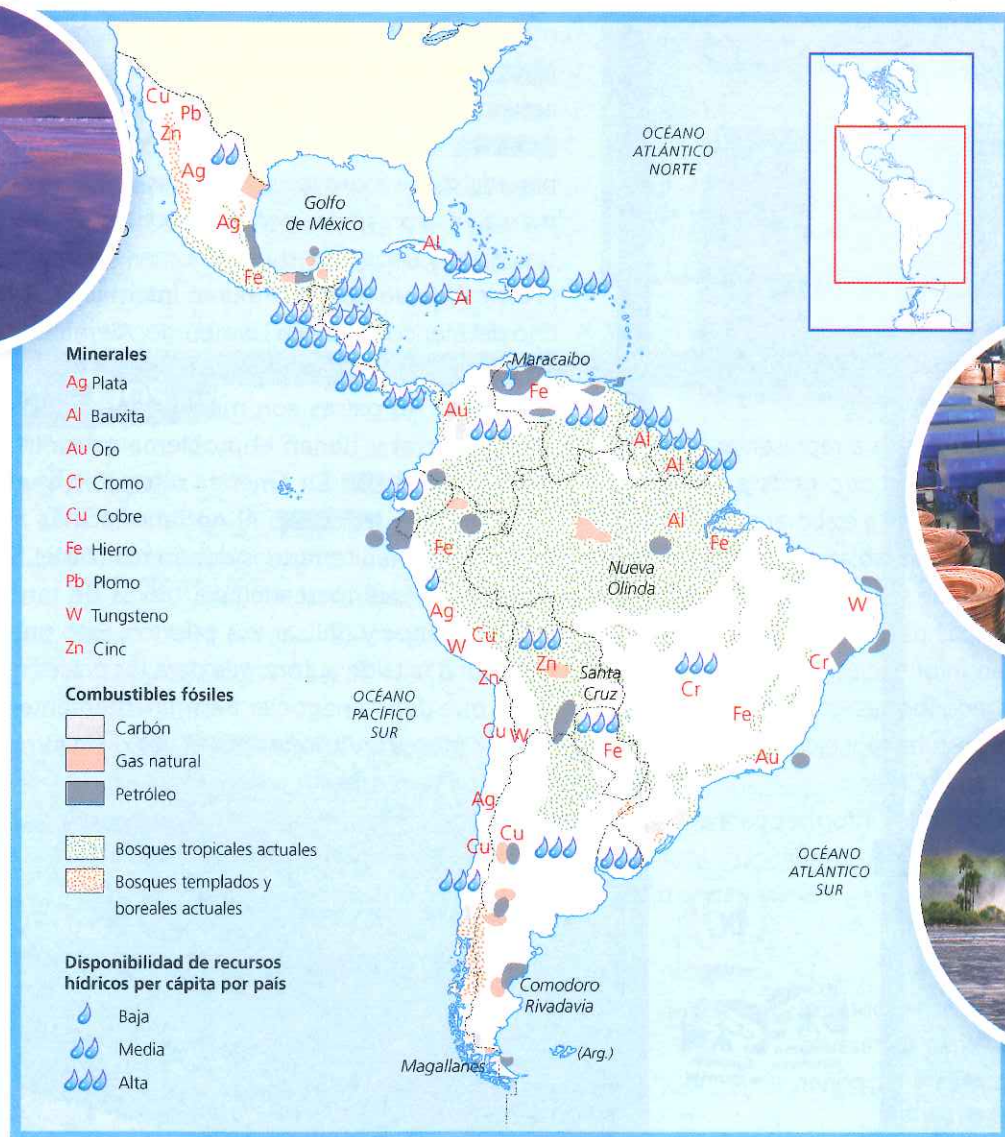 Cu
Pb
Zn
Ag
Ag
Fe
Golfo
de México
OCÉANO
ATLÁNTICO
NORTE
Al
Al
Minerales
Ag Plata
Al Bauxita
Au Oro
Cr Cromo
Cu Cobre
Fe Hierro
Pb Plomo
W Tungsteno
Zn Cinc
Combustibles fósiles
Carbón
Gas natural
Petróleo
Bosques tropicales actuales
Bosques templados y
boreales actuales
Disponibilidad de recursos
hídricos per cápita por país
Baja
Media
Alta
Maracaibo
Fe
Au
Al
Al
Al
Fe
Fe
Nueva
Olinda
Ag
W
Cu
Zn
Zn
Santa
Cruz
W
Cr
Cr
Fe
Au
OCÉANO
PACÍFICO
SUR
Cu
W
Fe
Ag
Cu
Cu
OCÉANO
ATLÁNTICO
SUR
Comodoro
Rivadavia
Magallanes
(Arg.)